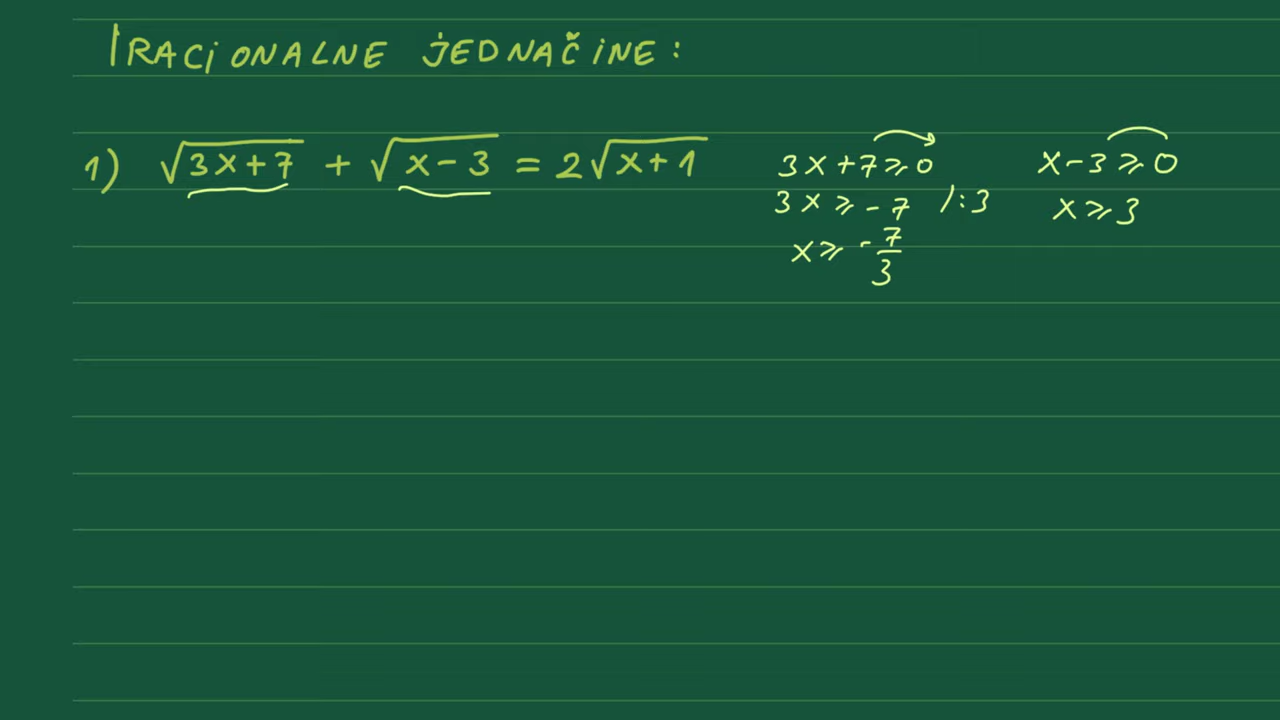 IRACIONALNE JEDNAČINE:
1) √(3x+7) + √(x-3) = 2√(x+1)
3x+7 ⩾ 0
3x ⩾ -7 /:3
x ⩾ -7/3
x-3 ⩾ 0
x ⩾ 3